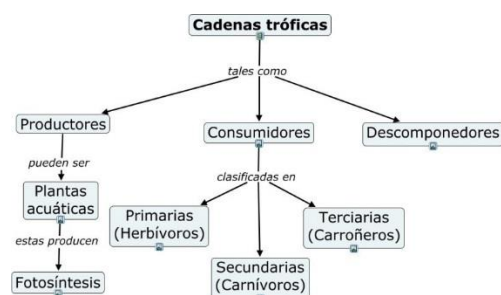 Cadenas tróficas
tales como
Productores
Consumidores
Descomponedores
pueden ser
clasificadas en
Plantas
acuáticas
Primarias
(Herbívoros)
Terciarias
(Carroñeros)
estas producen
Secundarias
(Carnívoros)
Fotosíntesis